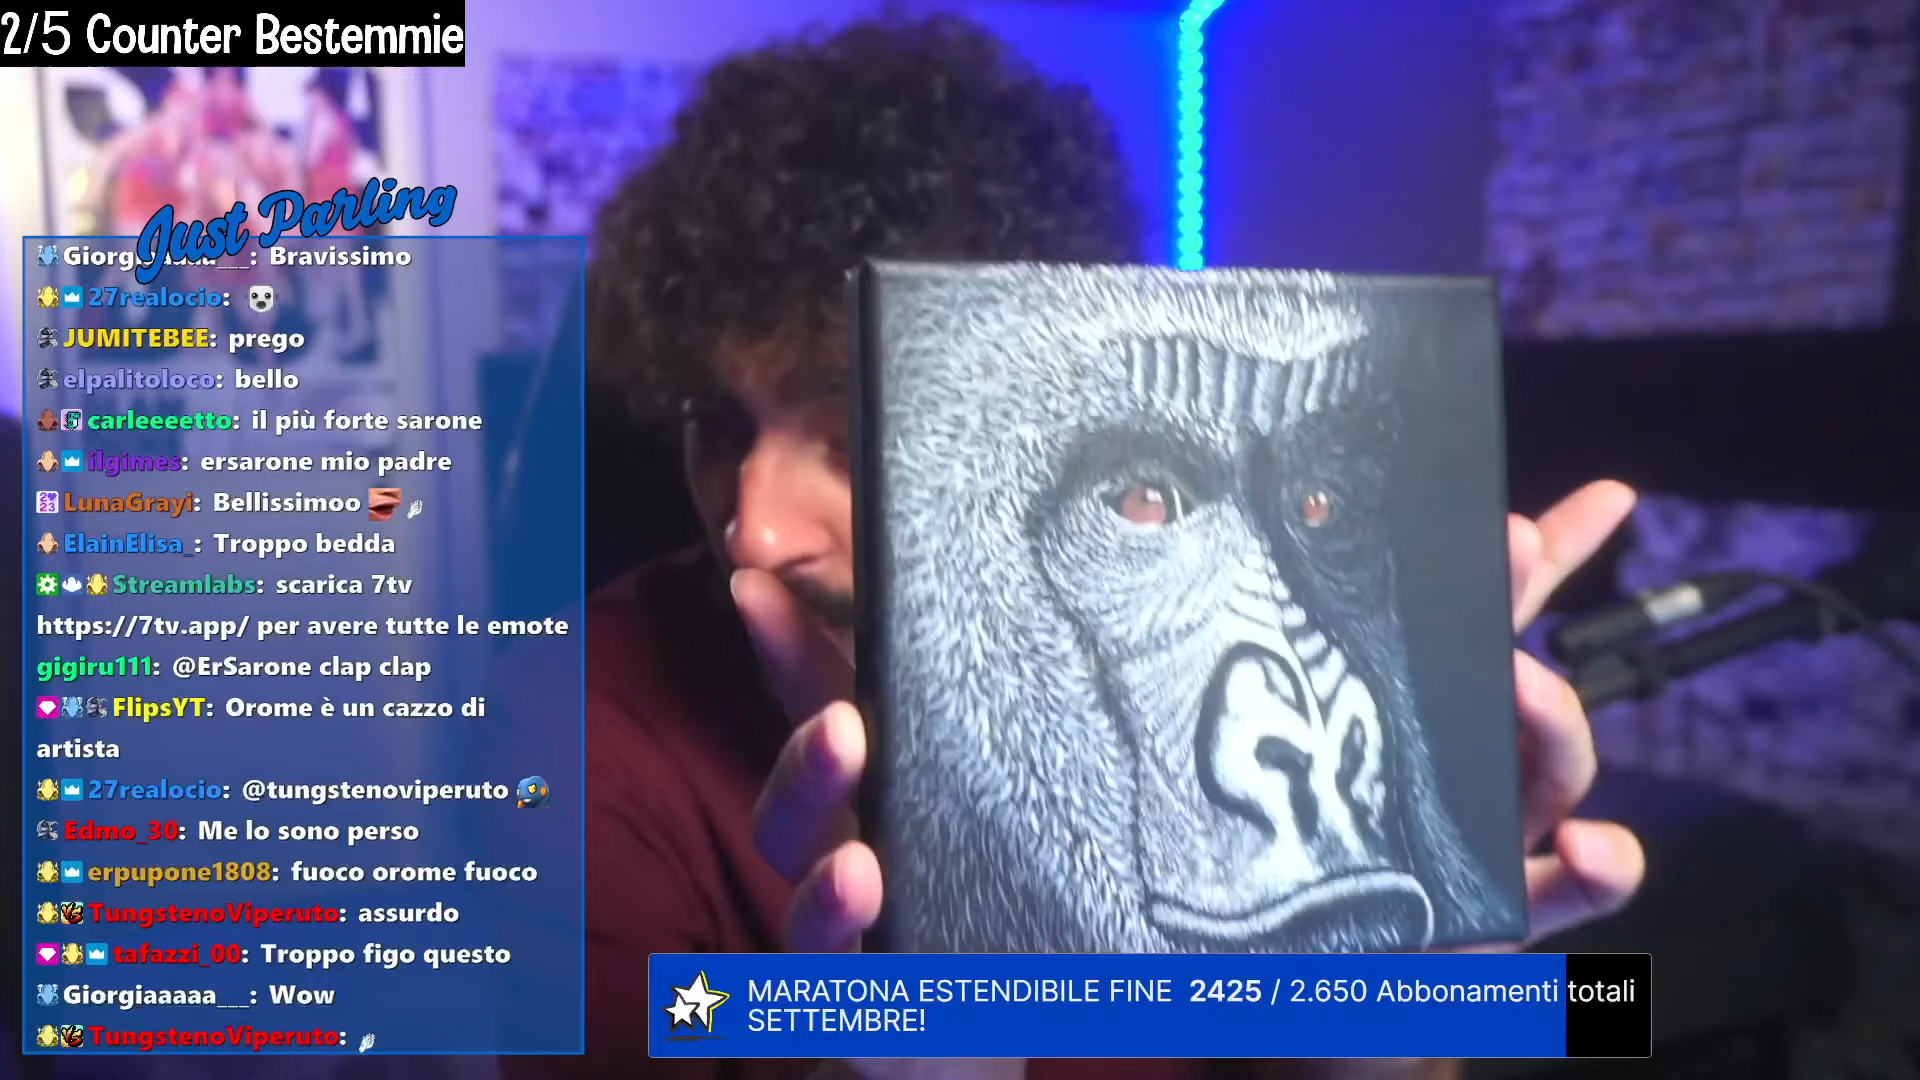 2/5 Counter Bestemmie
Just Parling
Giorgiaaaaa___: Bravissimo
27realocio:
JUMITEBEE: prego
elpalitoloco: bello
carleeeetto: il più forte sarone
ilgimes: ersarone mio padre
LunaGrayi: Bellissimoo
ElainElisa_: Troppo bedda
Streamlabs: scarica 7tv
https://7tv.app/ per avere tutte le emote
gigiru111: @ErSarone clap clap
FlipsYT: Orome è un cazzo di
artista
27realocio: @tungstenoviperuto
Edmo_30: Me lo sono perso
erpupone1808: fuoco orome fuoco
TungstenoViperuto: assurdo
tafazzi_00: Troppo figo questo
Giorgiaaaaa___: Wow
TungstenoViperuto:
MARATONA ESTENDIBILE FINE 2425 / 2.650 Abbonamenti totali
SETTEMBRE!